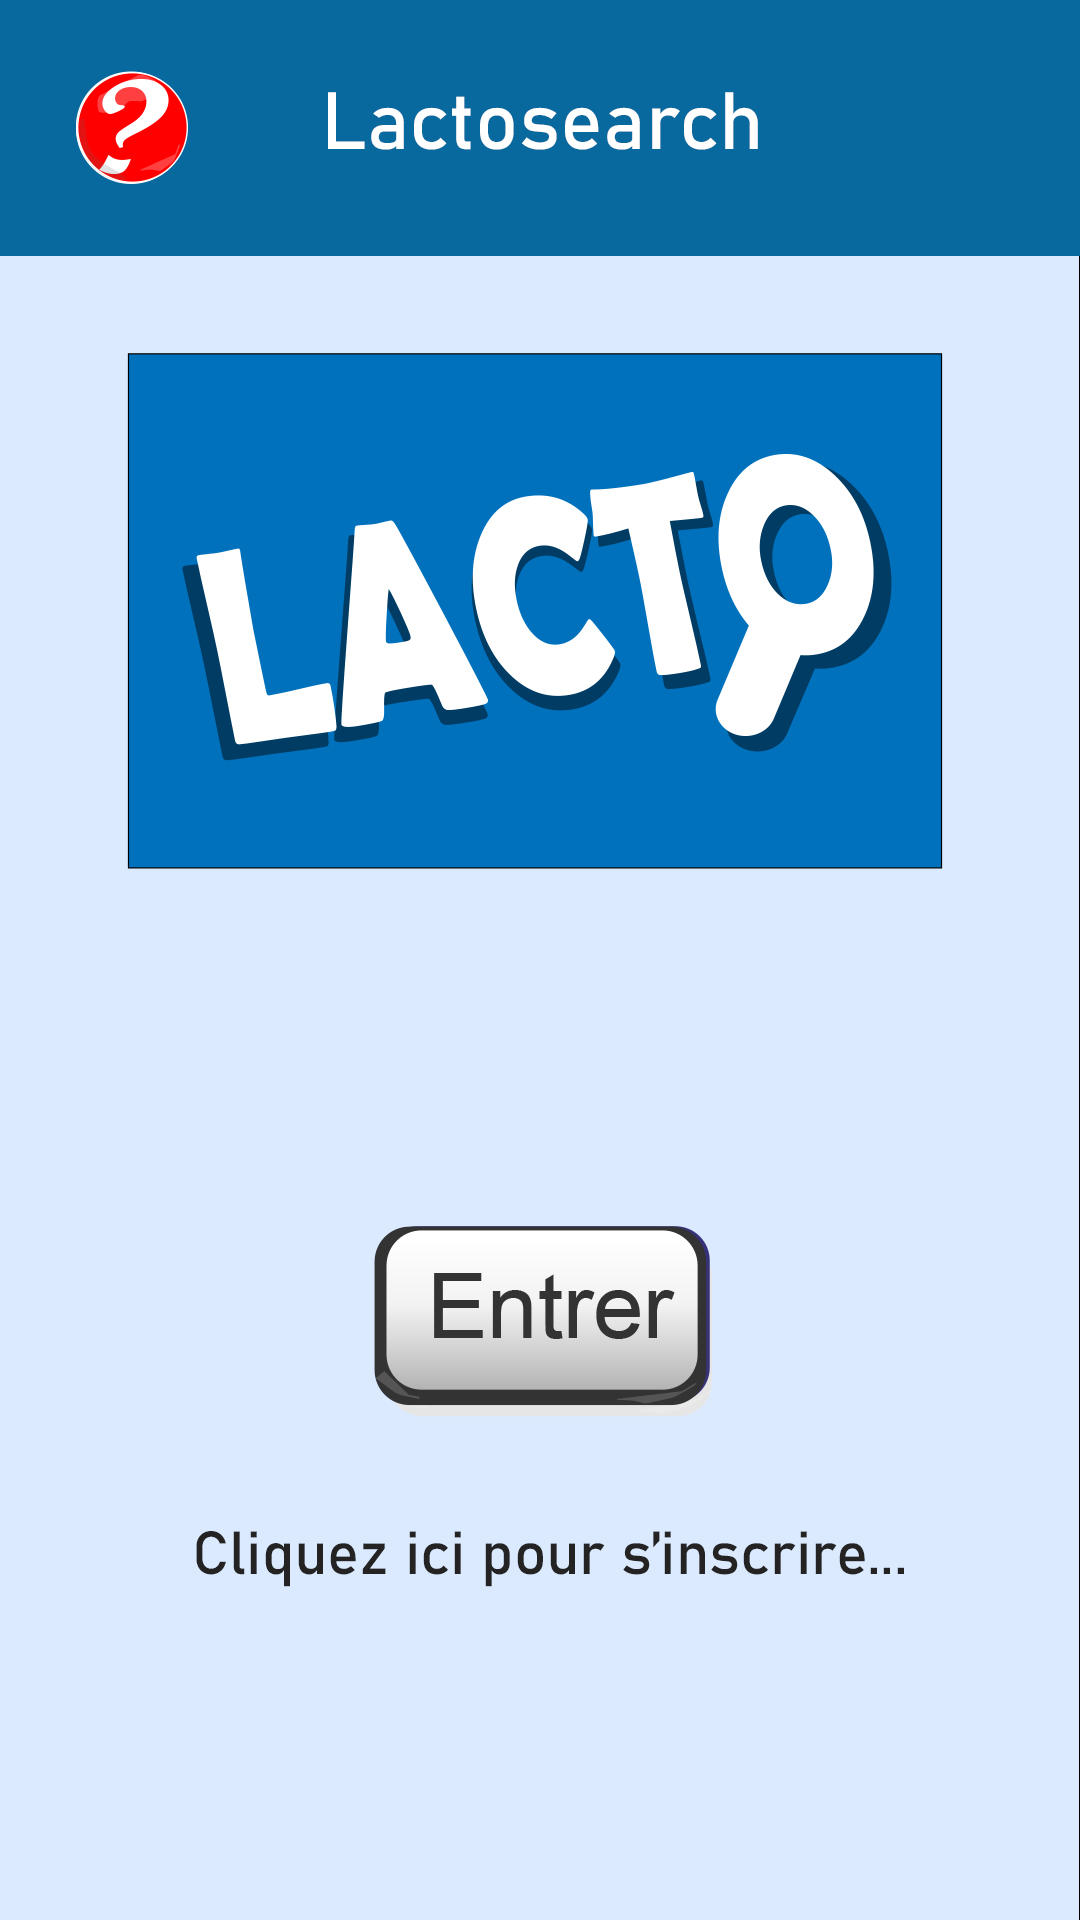 ?
Lactosearch
LACTO
Entrer
Cliquez ici pour s’inscrire...